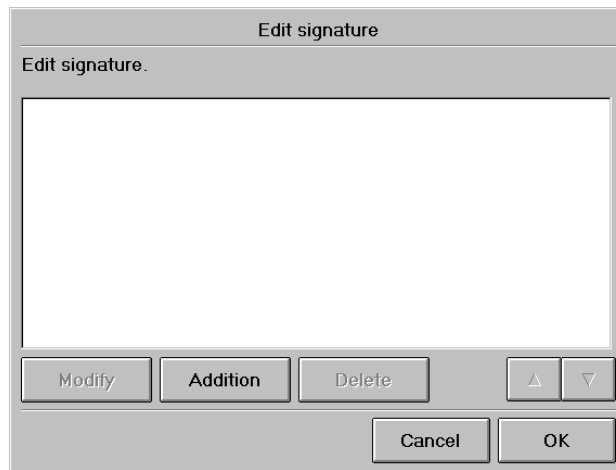 Edit signature
Edit signature.
Modify Addition Delete
Cancel OK